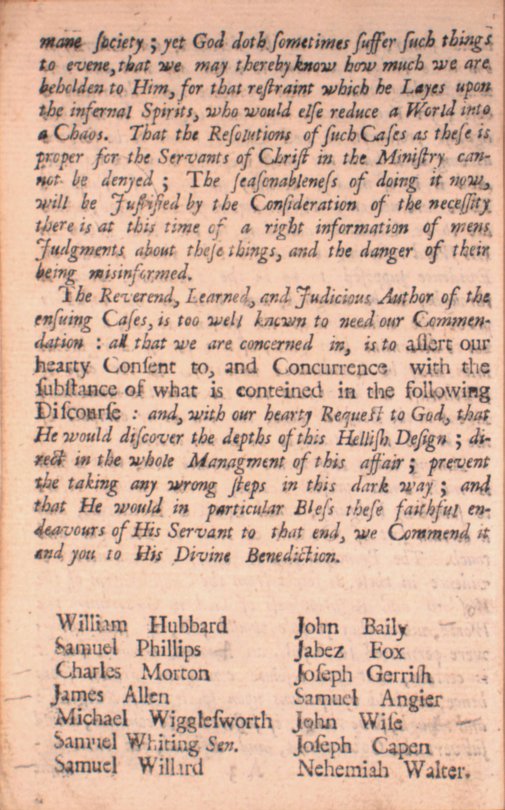 mane ſociety ; yet God doth ſometimes ſuffer ſuch things
to evene, that we may thereby know how much we are
beholden to Him, for that reſtraint which he Layes upon
the infernal Spirits, who would elſe reduce a World into
a Chaos. That the Reſolutions of ſuch Caſes as theſe is
proper for the Servants of Chriſt in the Miniſtry can-
not be denyed ; The ſeaſonableneſs of doing it now,
will be Juſtified by the Conſideration of the neceſſity
there is at this time of a right information of mens
Judgments about theſe things, and the danger of their
being misinformed.
The Reverend, Learned, and Judicious Author of the
enſuing Caſes, is too well known to need our Commen-
dation : all that we are concerned in, is to aſſert our
hearty Conſent to, and Concurrence with the
ſubſtance of what is conteined in the following
Diſcourſe : and, with our hearty Requeſt to God, that
He would diſcover the depths of this Helliſh Deſign ; di-
rect in the whole Managment of this affair ; prevent
the taking any wrong ſteps in this dark way ; and
that He would in particular Bleſs theſe faithful en-
deavours of His Servant to that end, we Commend it
and you to His Divine Benediction.
William Hubbard John Baily
Samuel Phillips Jabez Fox
Charles Morton Joſeph Gerriſh
James Allen Samuel Angier
Michael Wiggleſworth John Wiſe
Samuel Whiting Sen. Joſeph Capen
Samuel Willard Nehemiah Walter.